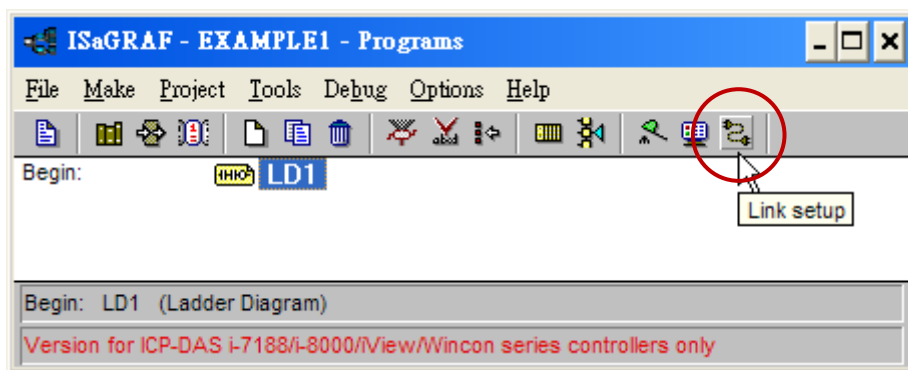 ISaGRAF - EXAMPLE1 - Programs
File Make Project Tools Debug Options Help
Begin: LD1
Link setup
Begin: LD1 (Ladder Diagram)
Version for ICP-DAS i-7188/i-8000/iView/Wincon series controllers only